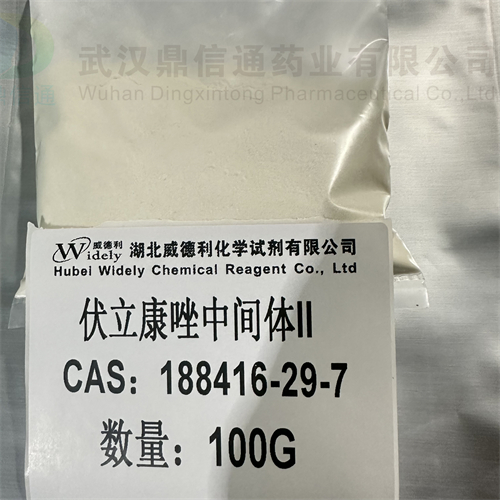 武汉鼎信通药业有限公司
Wuhan Dingxintong Pharmaceutical Co.,Ltd
威德利
Widely
湖北威德利化学试剂有限公司
Hubei Widely Chemical Reagent Co., Ltd
伏立康唑中间体II
CAS：188416-29-7
数量：100G